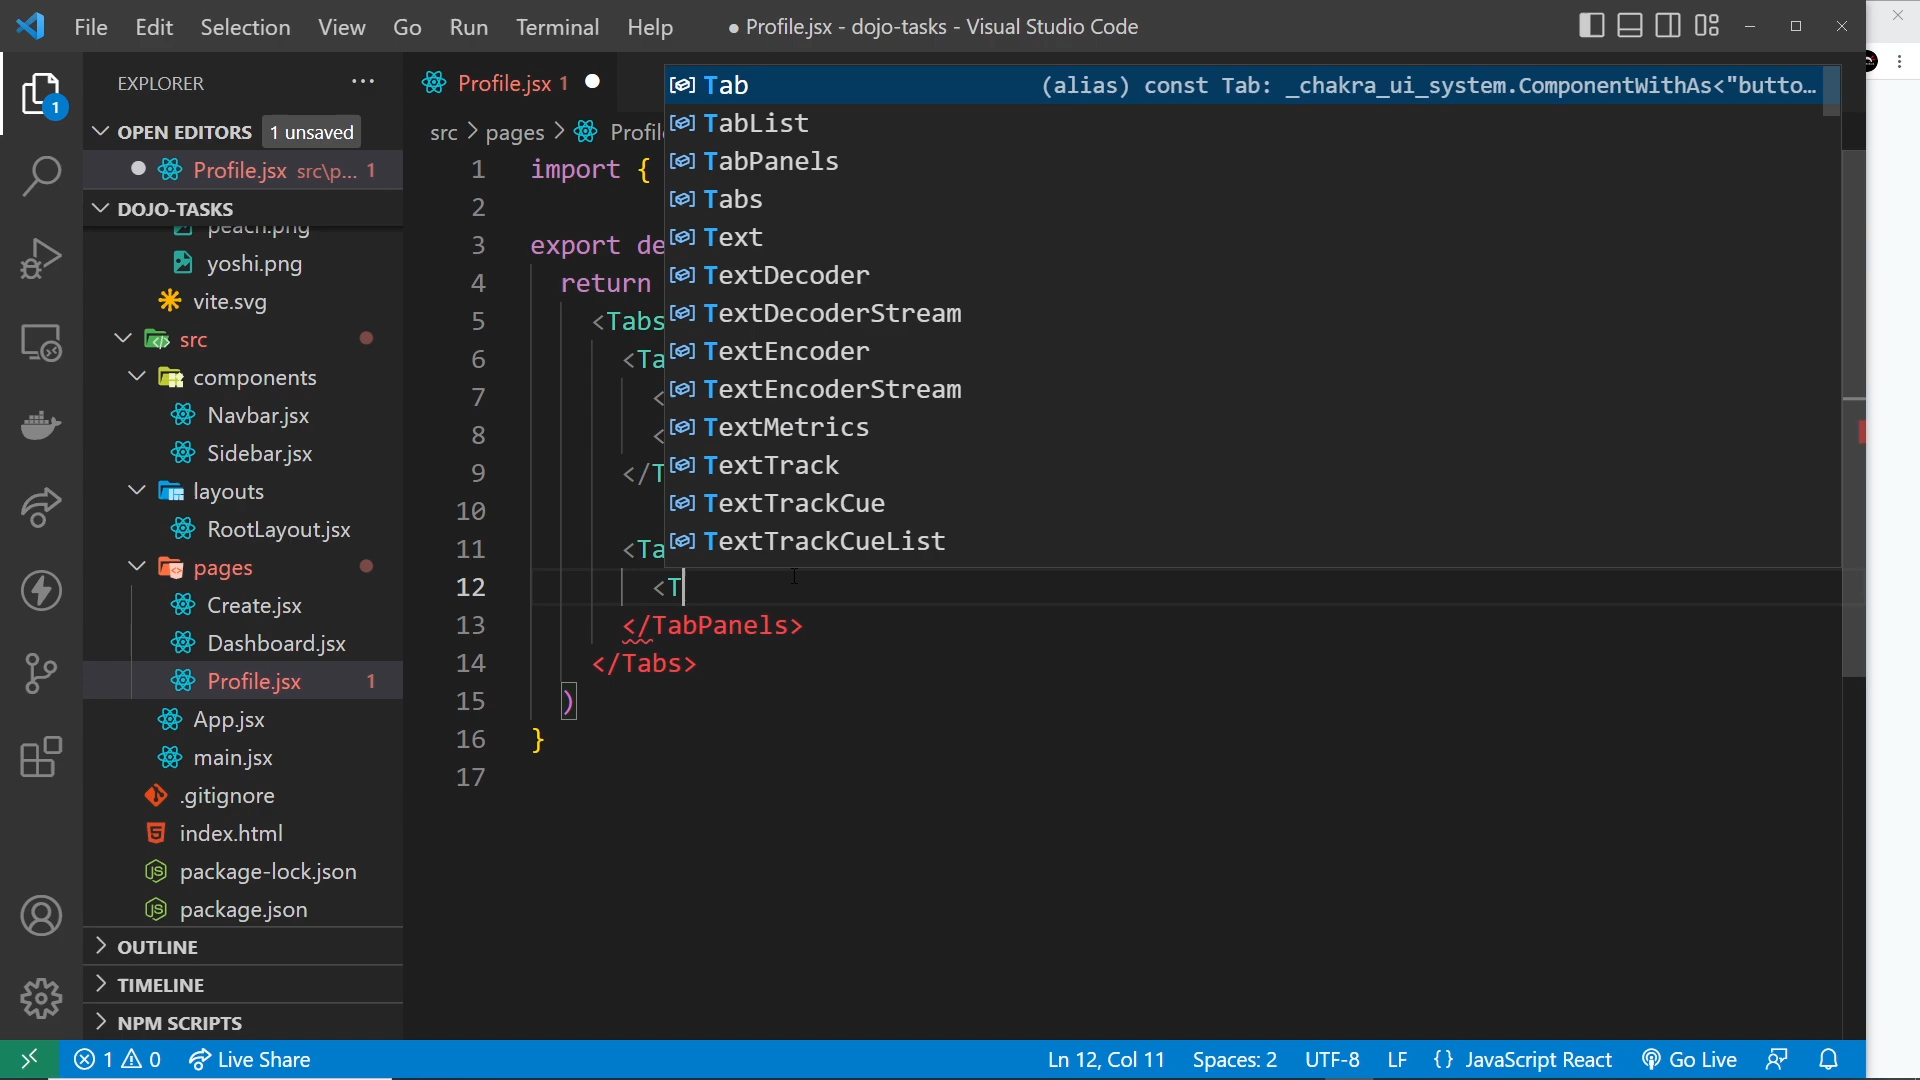 File Edit Selection View Go Run Terminal Help ● Profile.jsx - dojo-tasks - Visual Studio Code
EXPLORER ...
OPEN EDITORS 1 unsaved
Profile.jsx src\p... 1
DOJO-TASKS
peach.png
yoshi.png
vite.svg
src
components
Navbar.jsx
Sidebar.jsx
layouts
RootLayout.jsx
pages
Create.jsx
Dashboard.jsx
Profile.jsx 1
App.jsx
main.jsx
.gitignore
index.html
package-lock.json
package.json
OUTLINE
TIMELINE
NPM SCRIPTS
1
Profile.jsx 1
src > pages > Profil
1 import {
2
3 export de
4 return
5 <Tabs
6 <Ta
7 <
8 <
9 </T
10
11 <Ta
12 <T
13 </TabPanels>
14 </Tabs>
15 )
16 }
17
Tab (alias) const Tab: _chakra_ui_system.ComponentWithAs<"butto...
TabList
TabPanels
Tabs
Text
TextDecoder
TextDecoderStream
TextEncoder
TextEncoderStream
TextMetrics
TextTrack
TextTrackCue
TextTrackCueList
1 0 Live Share Ln 12, Col 11 Spaces: 2 UTF-8 LF {} JavaScript React Go Live